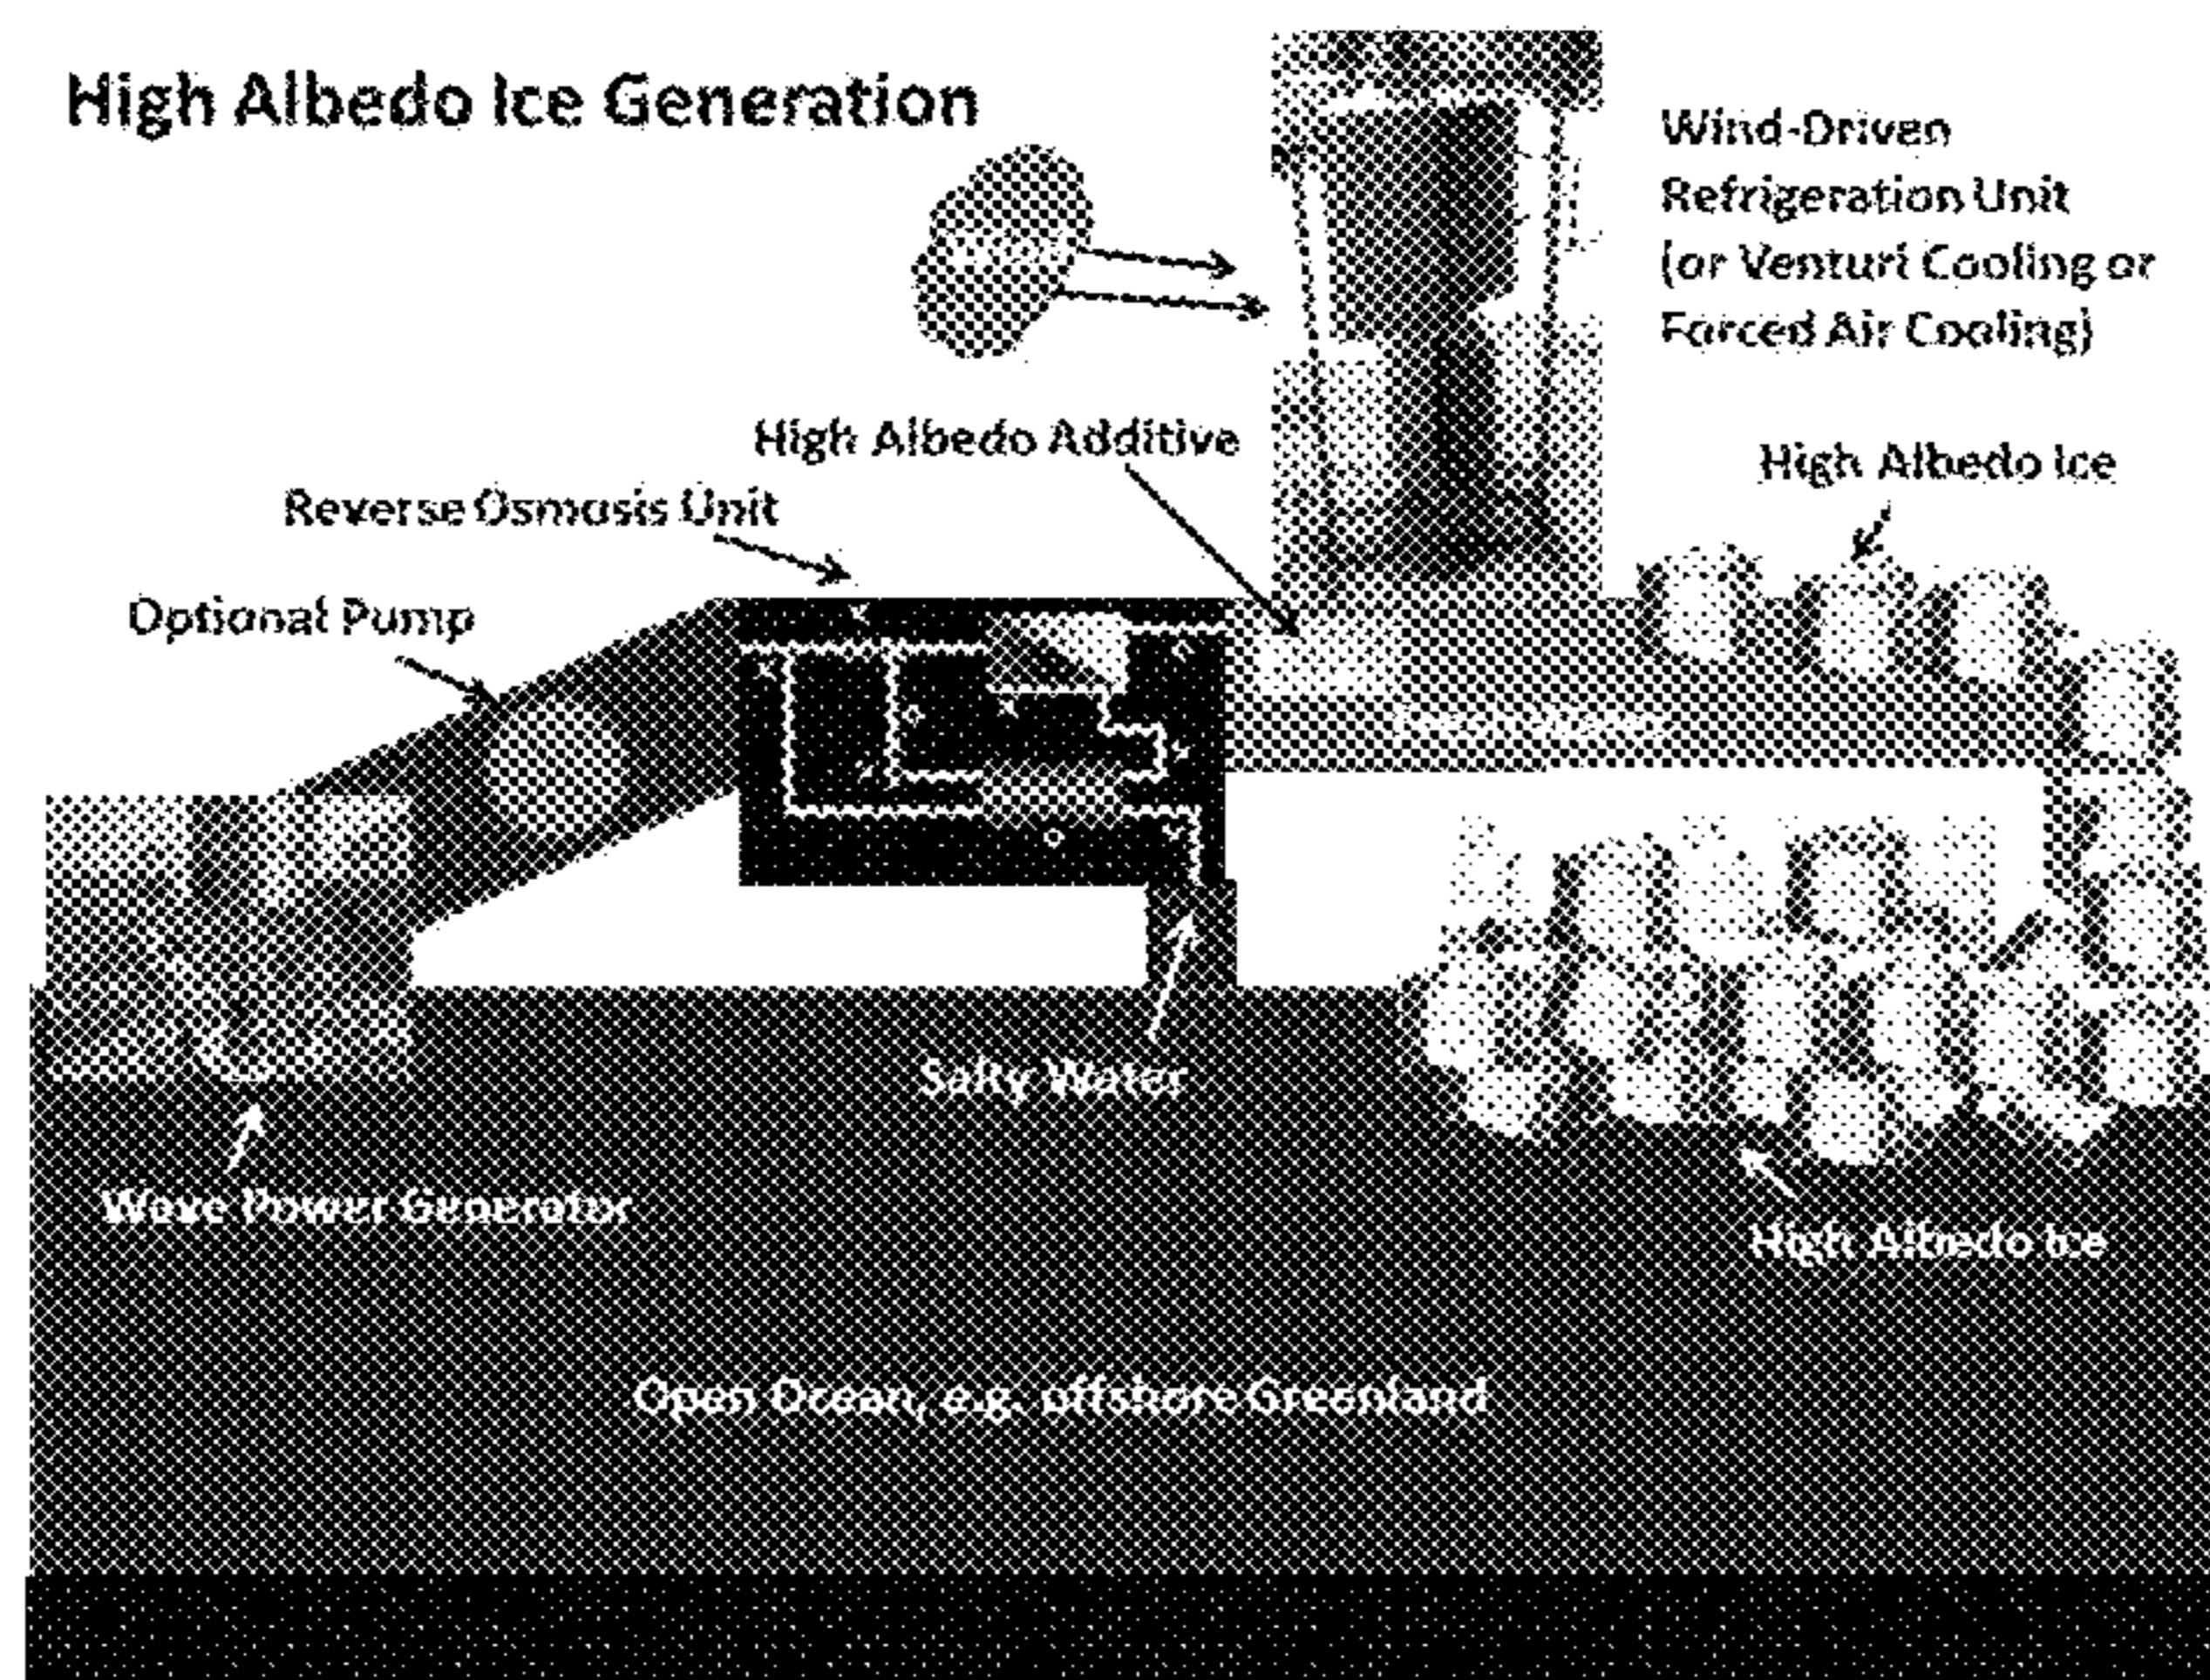 High Albedo Ice Generation
Wind-Driven
Refrigeration Unit
(or Venturi Cooling or
Forced Air Cooling)
High Albedo Additive
High Albedo Ice
Reverse Osmosis Unit
Optional Pump
Salty Water
Wave Power Generator
High Albedo Ice
Open Ocean, e.g. offshore Greenland